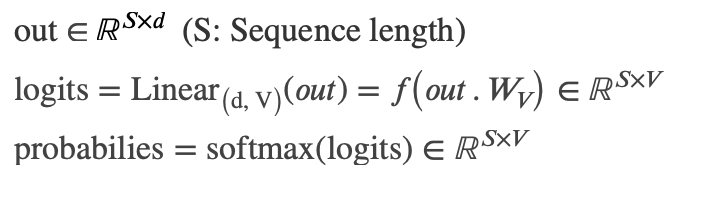 out ∈ ℝ^{S×d} (S: Sequence length)
logits = Linear_{(d, V)}(out) = f(out . W_V) ∈ ℝ^{S×V}
probabilies = softmax(logits) ∈ ℝ^{S×V}